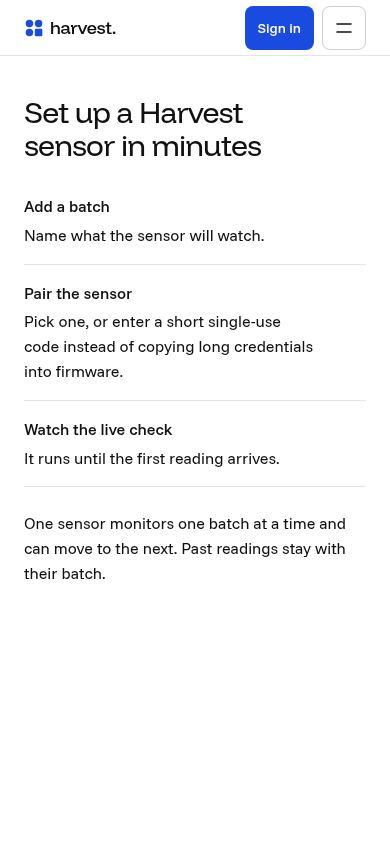 harvest.
Sign in
Set up a Harvest
sensor in minutes
Add a batch
Name what the sensor will watch.
Pair the sensor
Pick one, or enter a short single-use
code instead of copying long credentials
into firmware.
Watch the live check
It runs until the first reading arrives.
One sensor monitors one batch at a time and
can move to the next. Past readings stay with
their batch.